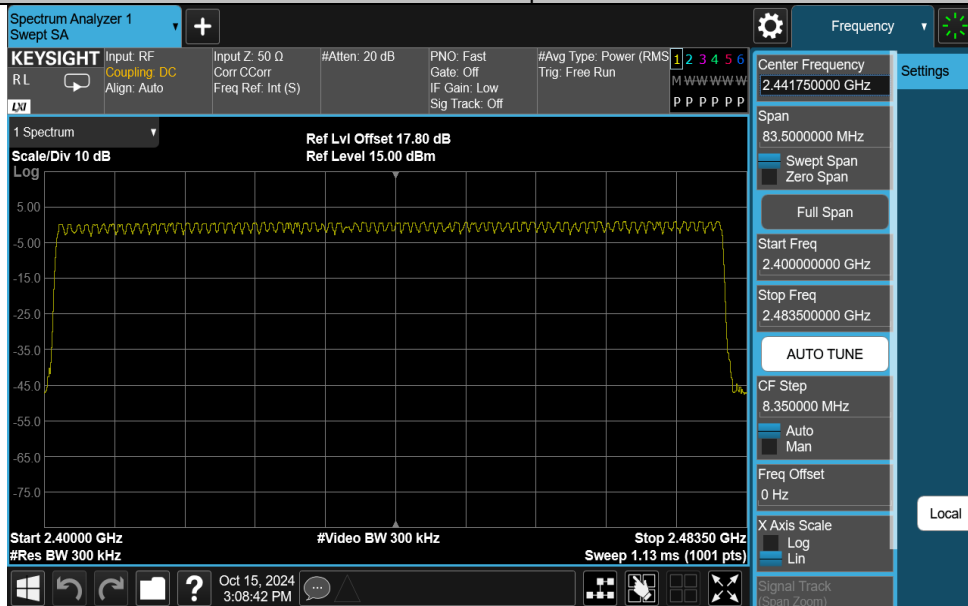 Spectrum Analyzer 1
Swept SA
+
Frequency
KEYSIGHT
R L
LXI
Input: RF
Coupling: DC
Align: Auto
Input Z: 50 Ω
Corr CCorr
Freq Ref: Int (S)
#Atten: 20 dB
PNO: Fast
Gate: Off
IF Gain: Low
Sig Track: Off
#Avg Type: Power (RMS
Trig: Free Run
1 2 3 4 5 6
M W W W W W
P P P P P P
Center Frequency
2.441750000 GHz
Settings
1 Spectrum
Scale/Div 10 dB
Log
Ref Lvl Offset 17.80 dB
Ref Level 15.00 dBm
5.00
-5.00
-15.0
-25.0
-35.0
-45.0
-55.0
-65.0
-75.0
Start 2.40000 GHz
#Res BW 300 kHz
#Video BW 300 kHz
Stop 2.48350 GHz
Sweep 1.13 ms (1001 pts)
Span
83.5000000 MHz
Swept Span
Zero Span
Full Span
Start Freq
2.400000000 GHz
Stop Freq
2.483500000 GHz
AUTO TUNE
CF Step
8.350000 MHz
Auto
Man
Freq Offset
0 Hz
X Axis Scale
Log
Lin
Signal Track
(Span Zoom)
Local
?
Oct 15, 2024
3:08:42 PM